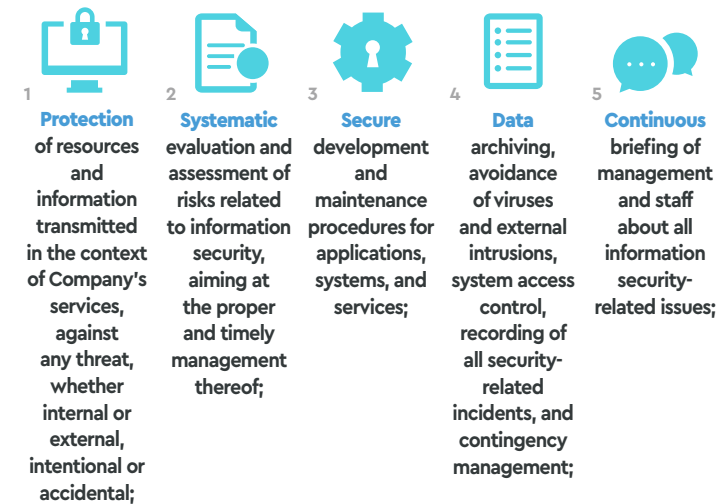 1
Protection
of resources
and
information
transmitted
in the context
of Company's
services,
against
any threat,
whether
internal or
external,
intentional or
accidental;
2
Systematic
evaluation and
assessment of
risks related
to information
security,
aiming at
the proper
and timely
management
thereof;
3
Secure
development
and
maintenance
procedures for
applications,
systems, and
services;
4
Data
archiving,
avoidance
of viruses
and external
intrusions,
system access
control,
recording of
all security-
related
incidents, and
contingency
management;
5
Continuous
briefing of
management
and staff
about all
information
security-
related issues;